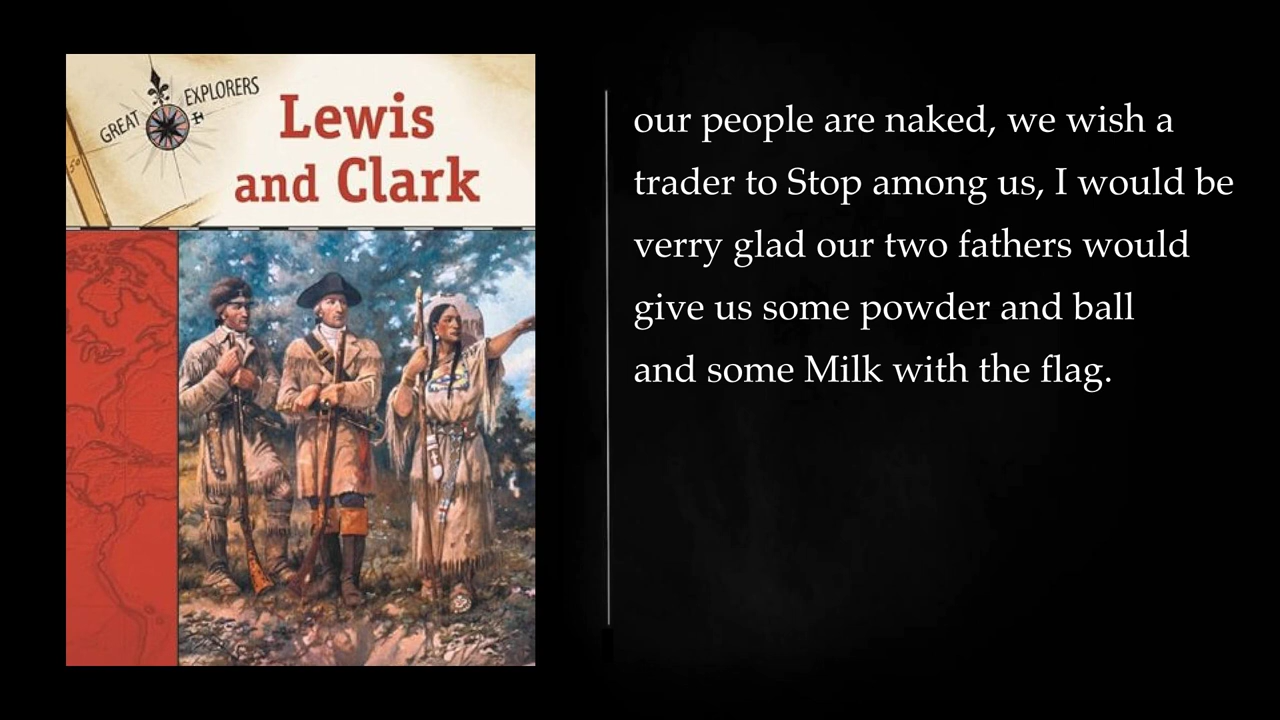 GREAT EXPLORERS
Lewis
and Clark
50
our people are naked, we wish a
trader to Stop among us, I would be
verry glad our two fathers would
give us some powder and ball
and some Milk with the flag.